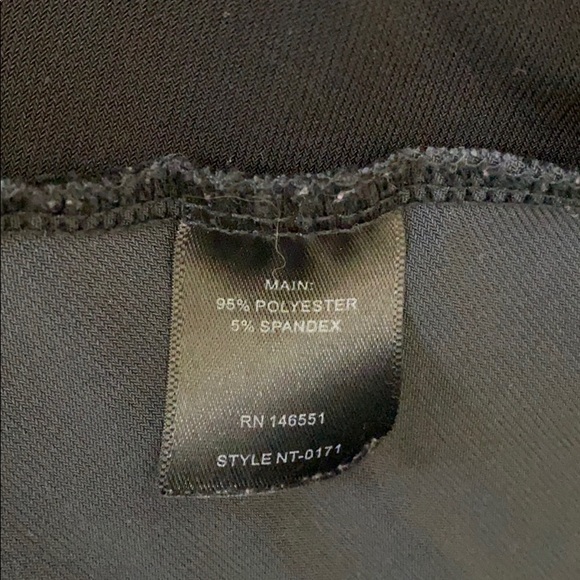 MAIN:
95% POLYESTER
5% SPANDEX
RN 146551
STYLE NT-0171